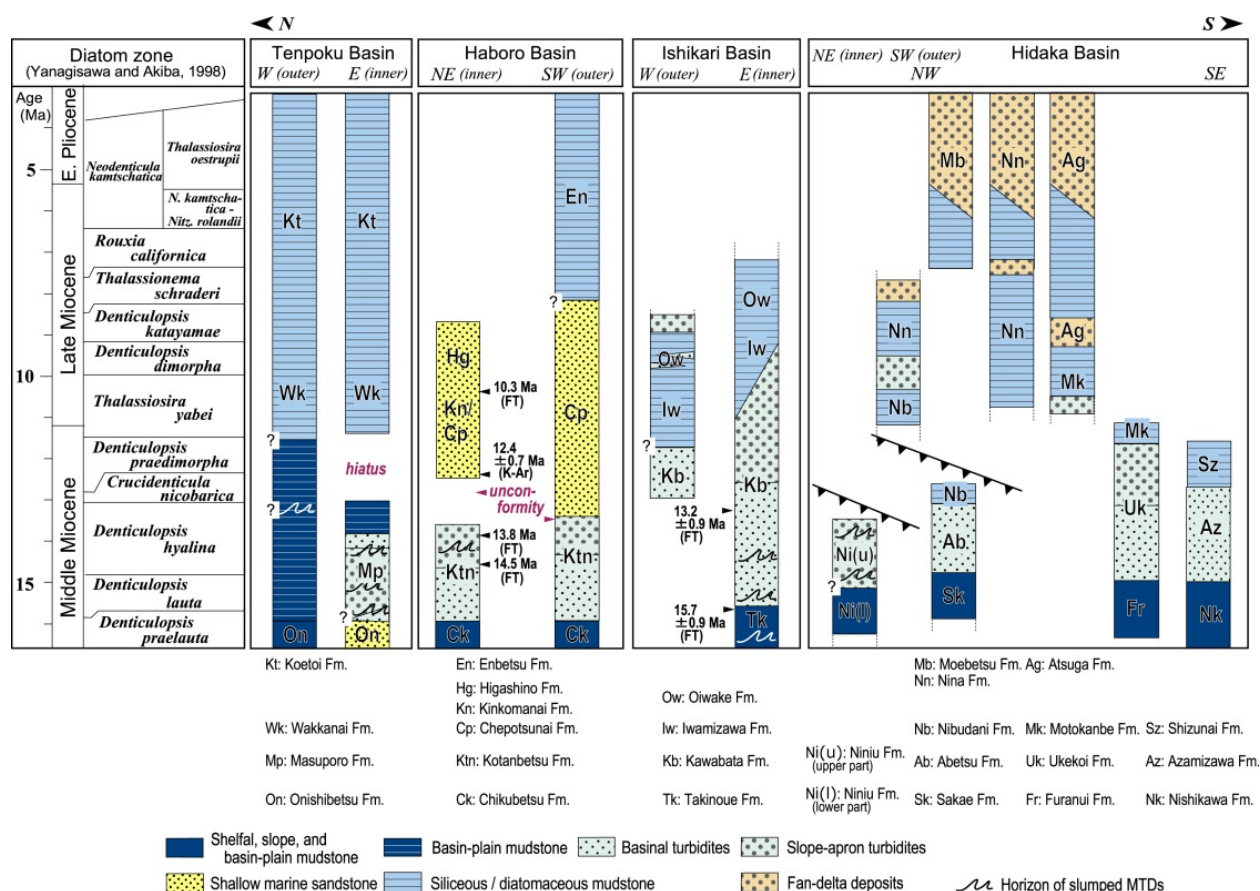 N
S
Diatom zone
(Yanagisawa and Akiba, 1998)
Tenpoku Basin
W (outer) E (inner)
Haboro Basin
NE (inner) SW (outer)
Ishikari Basin
W (outer) E (inner)
Hidaka Basin
NE (inner) SW (outer)
NW SE
Age
(Ma)
5
10
15
E. Pliocene
Late Miocene
Middle Miocene
Neodenticula
kamtschatica
Thalassiosira
oestrupii
N. kamtscha-
tica -
Nitz. rolandii
Rouxia
californica
Thalassionema
schraderi
Denticulopsis
katayamae
Denticulopsis
dimorpha
Thalassiosira
yabei
Denticulopsis
praedimorpha
Crucidenticula
nicobarica
Denticulopsis
hyalina
Denticulopsis
lauta
Denticulopsis
praelauta
Kt
Wk
?
?
On
Kt
Wk
hiatus
Mp
?
On
Hg
Kn/
Cp
Ktn
Ck
10.3 Ma
(FT)
12.4
±0.7 Ma
(K-Ar)
uncon-
formity
13.8 Ma
(FT)
14.5 Ma
(FT)
En
?
Cp
Ktn
Ck
Ow
Iw
?
Kb
13.2
±0.9 Ma
(FT)
15.7
±0.9 Ma
(FT)
Ow
Iw
Kb
Tk
Ni(u)
?
Ni(l)
Nn
Nb
Mb
Nb
Ab
Sk
Nn
Nn
Ag
Ag
Mk
Mk
Uk
Fr
Sz
Az
Nk
Kt: Koetoi Fm.
Wk: Wakkanai Fm.
Mp: Masuporo Fm.
On: Onishibetsu Fm.
En: Enbetsu Fm.
Hg: Higashino Fm.
Kn: Kinkomanai Fm.
Cp: Chepotsunai Fm.
Ktn: Kotanbetsu Fm.
Ck: Chikubetsu Fm.
Ow: Oiwake Fm.
Iw: Iwamizawa Fm.
Kb: Kawabata Fm.
Tk: Takinoue Fm.
Mb: Moebetsu Fm. Ag: Atsuga Fm.
Nn: Nina Fm.
Nb: Nibudani Fm. Mk: Motokanbe Fm. Sz: Shizunai Fm.
Ni(u): Niniu Fm.
(upper part)
Ab: Abetsu Fm. Uk: Ukekoi Fm. Az: Azamizawa Fm.
Ni(l): Niniu Fm.
(lower part)
Sk: Sakae Fm. Fr: Furanui Fm. Nk: Nishikawa Fm.
Shelfal, slope, and
basin-plain mudstone
Basin-plain mudstone
Basinal turbidites
Slope-apron turbidites
Shallow marine sandstone
Siliceous / diatomaceous mudstone
Fan-delta deposits
Horizon of slumped MTDs